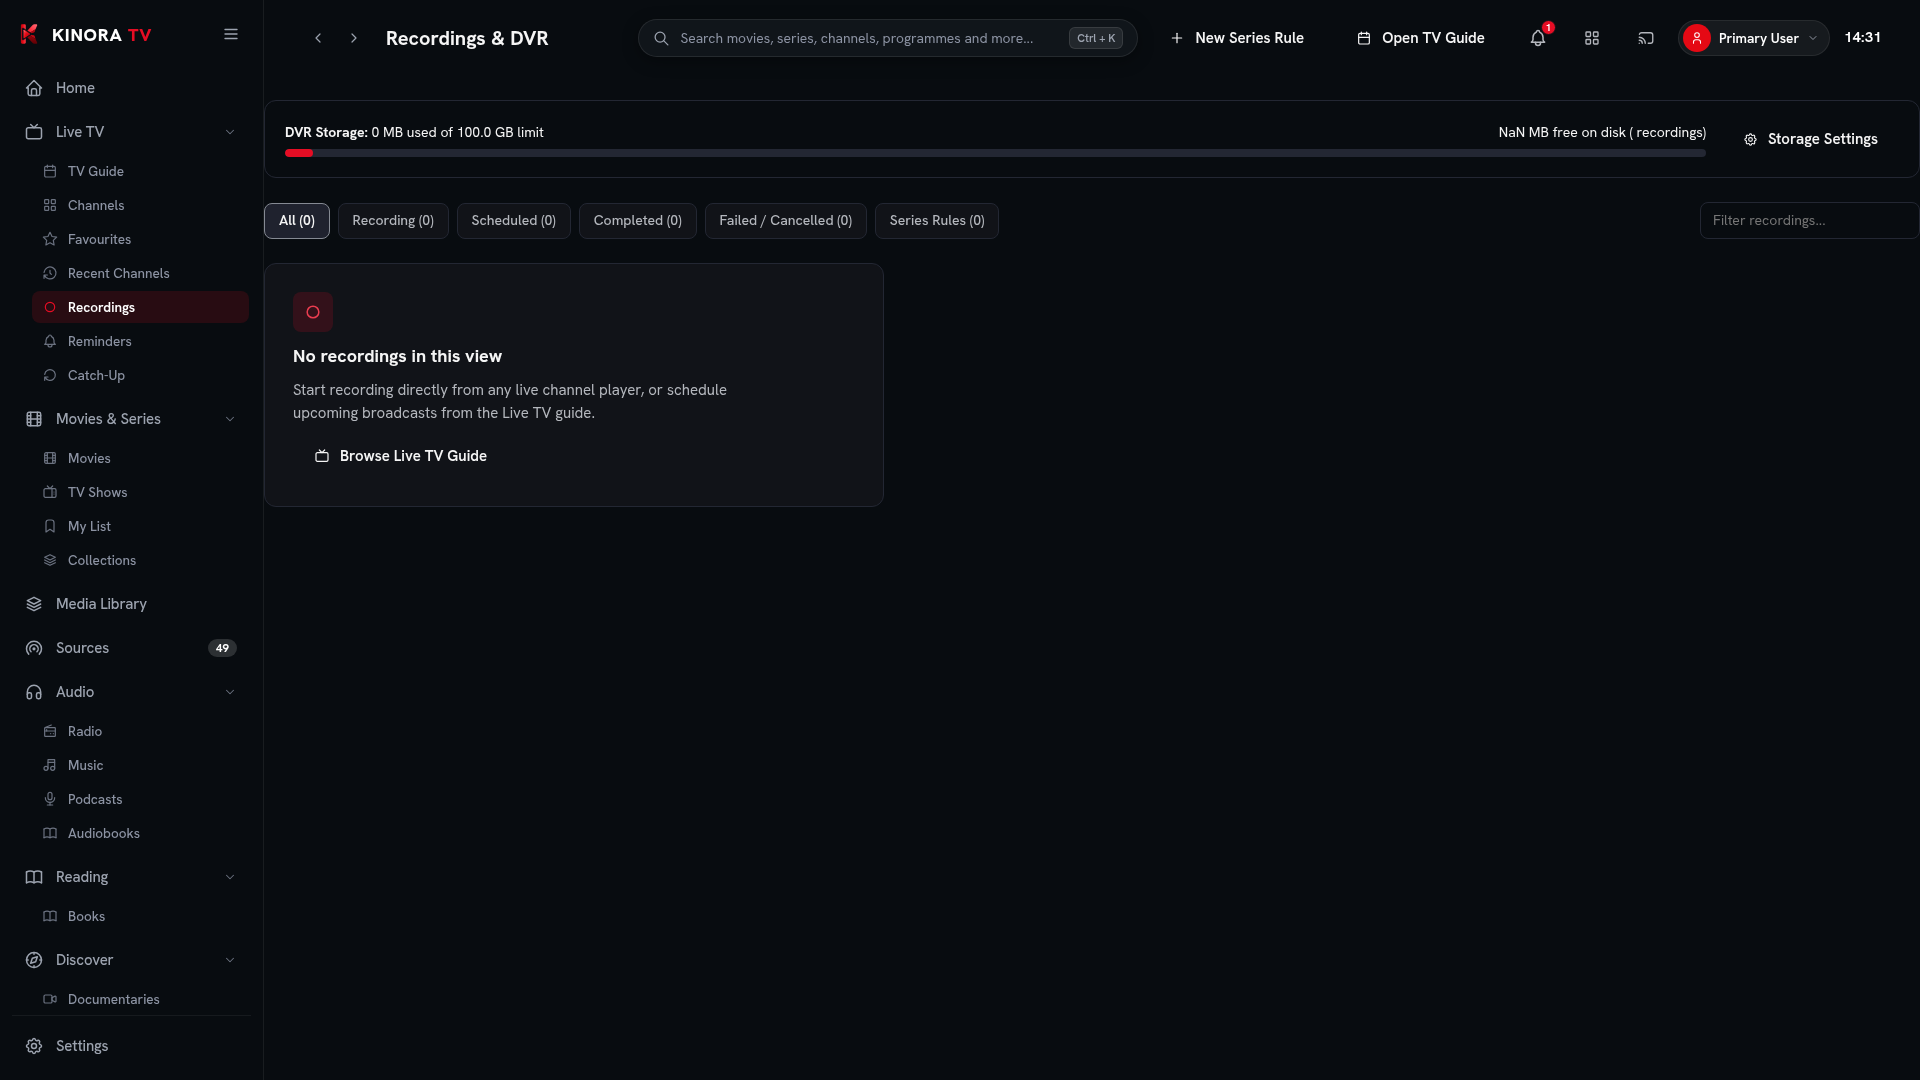 KINORA TV
Recordings & DVR
Search movies, series, channels, programmes and more...
Ctrl + K
New Series Rule
Open TV Guide
1
Primary User
14:31
Home
Live TV
TV Guide
Channels
Favourites
Recent Channels
Recordings
Reminders
Catch-Up
Movies & Series
Movies
TV Shows
My List
Collections
Media Library
Sources
49
Audio
Radio
Music
Podcasts
Audiobooks
Reading
Books
Discover
Documentaries
Settings
DVR Storage: 0 MB used of 100.0 GB limit
NaN MB free on disk ( recordings)
Storage Settings
All (0)
Recording (0)
Scheduled (0)
Completed (0)
Failed / Cancelled (0)
Series Rules (0)
Filter recordings...
No recordings in this view
Start recording directly from any live channel player, or schedule
upcoming broadcasts from the Live TV guide.
Browse Live TV Guide